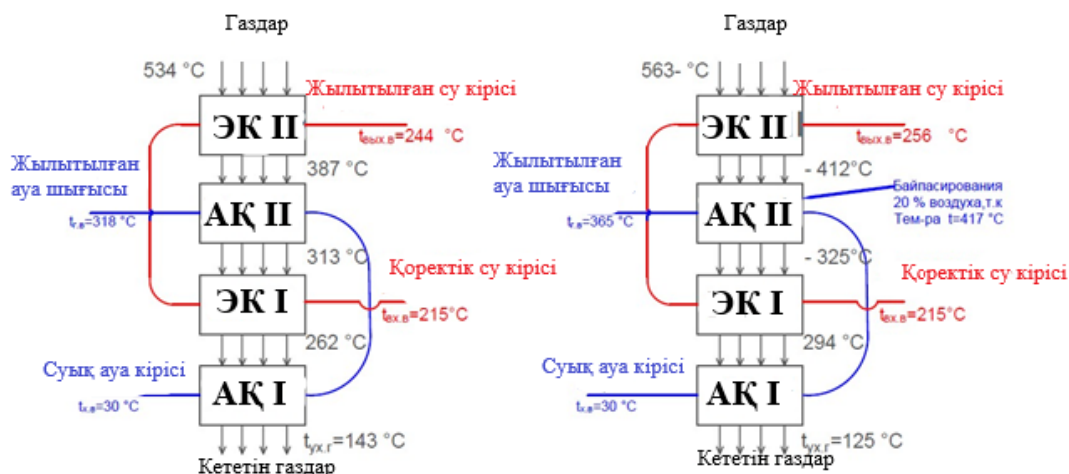 Газдар
534 °C
Жылытылған су кірісі
ЭК II
tвых.в=244 °C
387 °C
Жылытылған
ауа шығысы
АҚ II
tг.в=318 °C
313 °C
Қоректік су кірісі
ЭК I
tвх.в=215°C
262 °C
Суық ауа кірісі
АҚ I
tх.в=30 °C
tух.г=143 °C
Кететін газдар
Газдар
563- °C
Жылытылған су кірісі
ЭК II
tвых.в=256 °C
- 412°C
Жылытылған
ауа шығысы
АҚ II
Байпасирования
20 % воздуха,т.к
Тем-ра t=417 °C
tг.в=365 °C
- 325°C
Қоректік су кірісі
ЭК I
tвх.в=215°C
294 °C
Суық ауа кірісі
АҚ I
tх.в=30 °C
tух.г=125 °C
Кететін газдар